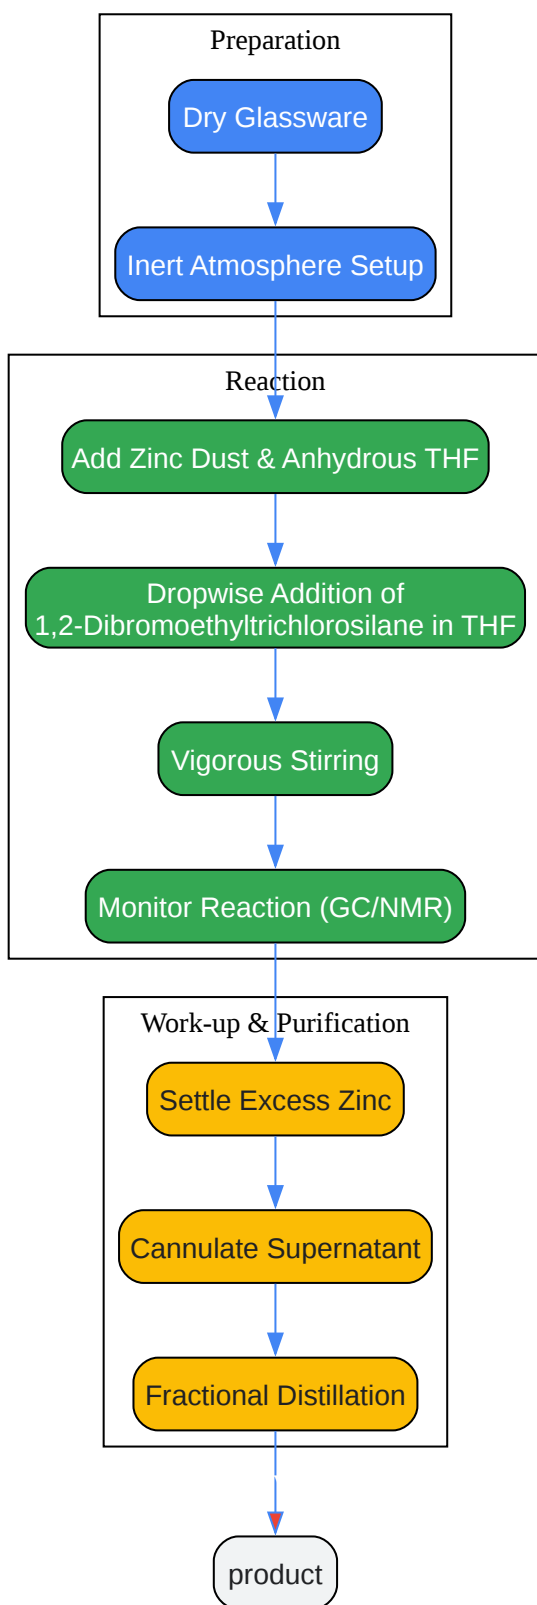 Preparation
Dry Glassware
Inert Atmosphere Setup
Reaction
Add Zinc Dust & Anhydrous THF
Dropwise Addition of
1,2-Dibromoethyltrichlorosilane in THF
Vigorous Stirring
Monitor Reaction (GC/NMR)
Work-up & Purification
Settle Excess Zinc
Cannulate Supernatant
Fractional Distillation
product